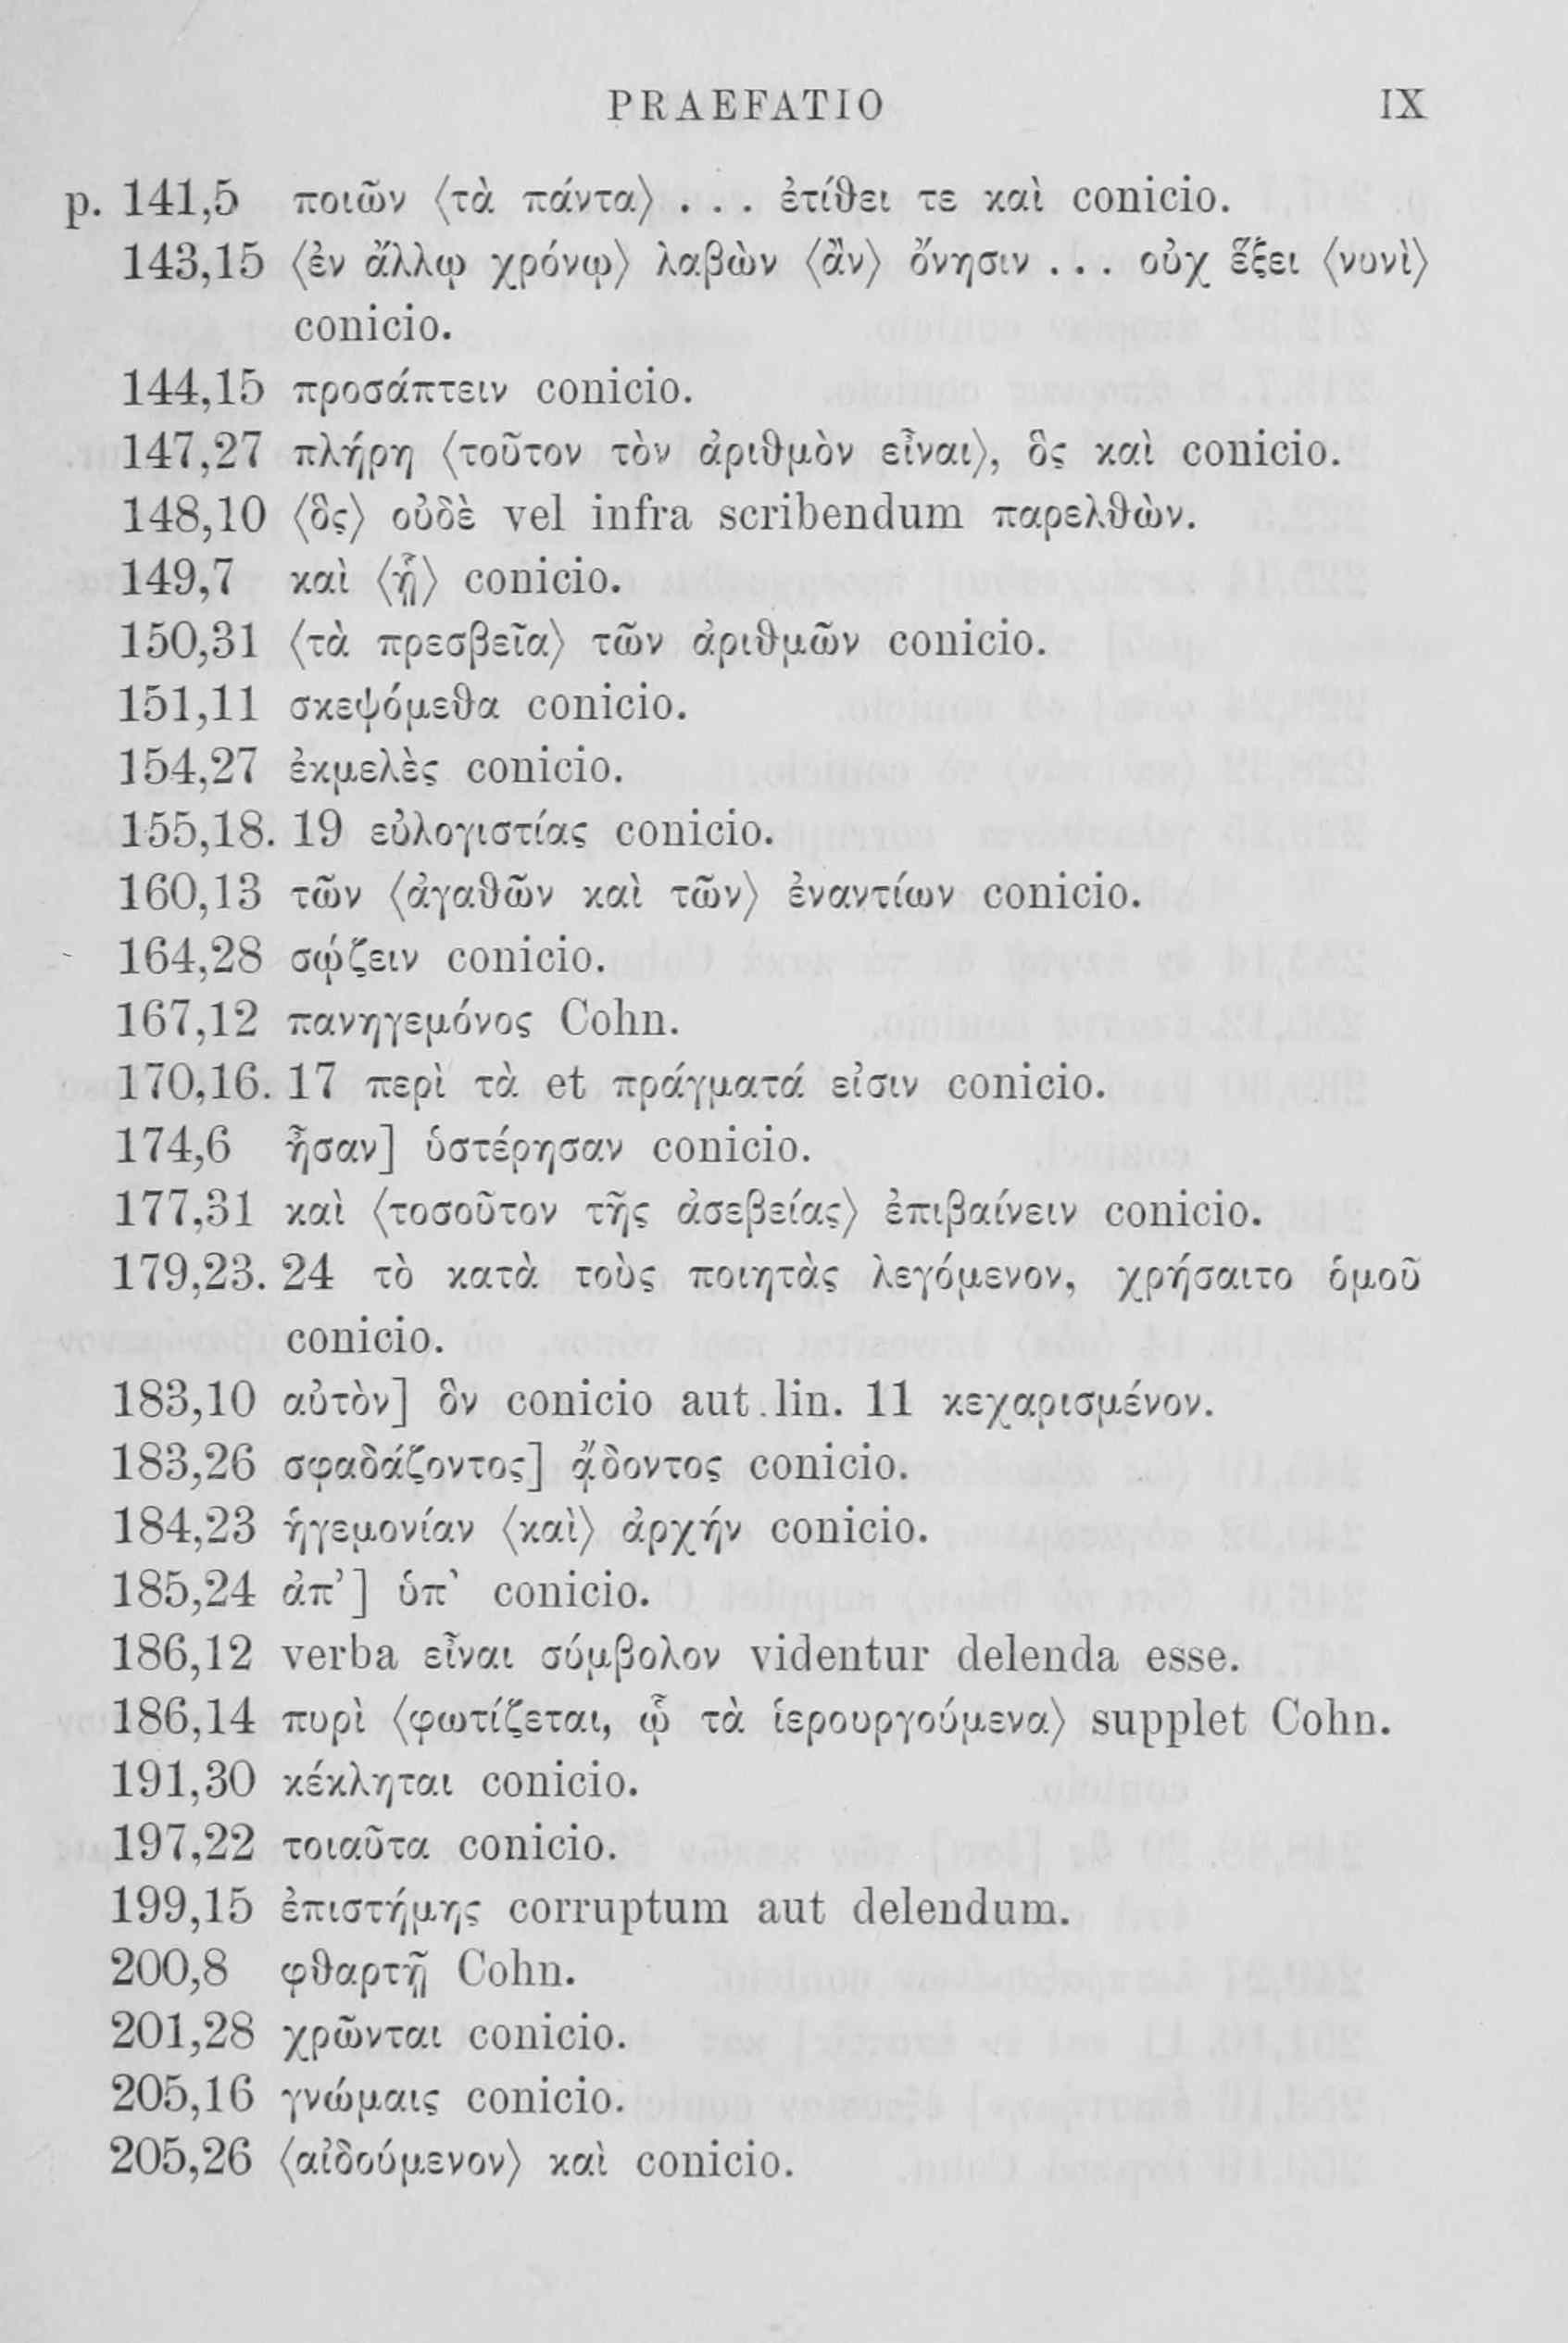 PRAEFATIO IX
p. 141,5 ποιῶν ⟨τὰ πάντα⟩ . . . ἐτίϑει τε καὶ conicio.
143,15 ⟨ἐν ἄλλῳ χρόνῳ⟩ λαβὼν ⟨ἂν⟩ ὄνησιν . . . οὐχ ἕξει ⟨νυνὶ⟩
conicio.
144,15 προσάπτειν conicio.
147,27 πλήρη ⟨τοῦτον τὸν ἀριϑμὸν εἶναι⟩, ὃς καὶ conicio.
148,10 ⟨ὃς⟩ οὐδὲ vel infra scribendum παρελϑὼν.
149,7 καὶ ⟨ᾗ⟩ conicio.
150,31 ⟨τὰ πρεσβεῖα⟩ τῶν ἀριϑμῶν conicio.
151,11 σκεψόμεϑα conicio.
154,27 ἐκμελὲς conicio.
155,18. 19 εὐλογιστίας conicio.
160,13 τῶν ⟨ἀγαϑῶν καὶ τῶν⟩ ἐναντίων conicio.
164,28 σῴζειν conicio.
167,12 πανηγεμόνος Cohn.
170,16. 17 περὶ τὰ et πράγματά εἰσιν conicio.
174,6 ἦσαν] ὑστέρησαν conicio.
177,31 καὶ ⟨τοσοῦτον τῆς ἀσεβείας⟩ ἐπιβαίνειν conicio.
179,23. 24 τὸ κατὰ τοὺς ποιητὰς λεγόμενον, χρήσαιτο ὁμοῦ
conicio.
183,10 αὐτὸν] ὃν conicio aut lin. 11 κεχαρισμένον.
183,26 σφαδάζοντος] ᾄδοντος conicio.
184,23 ἡγεμονίαν ⟨καὶ⟩ ἀρχήν conicio.
185,24 ἀπ’] ὑπ‵ conicio.
186,12 verba εἶναι σύμβολον videntur delenda esse.
186,14 πυρὶ ⟨φωτίζεται, ᾧ τὰ ἱερουργούμενα⟩ supplet Cohn.
191,30 κέκληται conicio.
197,22 τοιαῦτα conicio.
199,15 ἐπιστήμης corruptum aut delendum.
200,8 φϑαρτῇ Cohn.
201,28 χρῶνται conicio.
205,16 γνώμαις conicio.
205,26 ⟨αἰδούμενον⟩ καὶ conicio.